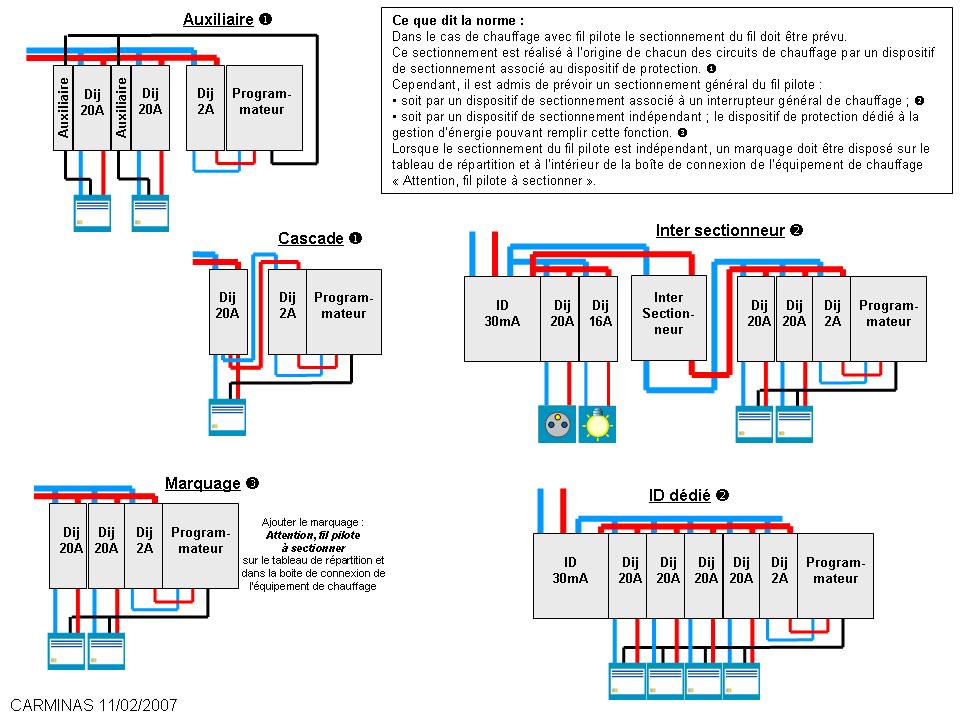 Auxiliaire ❶
Auxiliaire
Dij
20A
Auxiliaire
Dij
20A
Dij
2A
Program-
mateur
Ce que dit la norme :
Dans le cas de chauffage avec fil pilote le sectionnement du fil doit être prévu.
Ce sectionnement est réalisé à l'origine de chacun des circuits de chauffage par un dispositif
de sectionnement associé au dispositif de protection. ❶
Cependant, il est admis de prévoir un sectionnement général du fil pilote :
• soit par un dispositif de sectionnement associé à un interrupteur général de chauffage ; ❷
• soit par un dispositif de sectionnement indépendant ; le dispositif de protection dédié à la
gestion d'énergie pouvant remplir cette fonction. ❸
Lorsque le sectionnement du fil pilote est indépendant, un marquage doit être disposé sur le
tableau de répartition et à l'intérieur de la boîte de connexion de l'équipement de chauffage
« Attention, fil pilote à sectionner ».
Cascade ❶
Dij
20A
Dij
2A
Program-
mateur
Inter sectionneur ❷
ID
30mA
Dij
20A
Dij
16A
Inter
Section-
neur
Dij
20A
Dij
20A
Dij
2A
Program-
mateur
Marquage ❸
Dij
20A
Dij
20A
Dij
2A
Program-
mateur
Ajouter le marquage :
Attention, fil pilote
à sectionner
sur le tableau de répartition et
dans la boite de connexion de
l'équipement de chauffage
ID dédié ❷
ID
30mA
Dij
20A
Dij
20A
Dij
20A
Dij
20A
Dij
2A
Program-
mateur
CARMINAS 11/02/2007